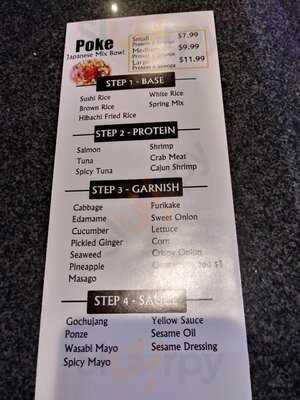 Poke
Japanese Mix Bowl
Small $7.99
Medium $9.99
Large $11.99
STEP 1 - BASE
Sushi Rice White Rice
Brown Rice Spring Mix
Hibachi Fried Rice
STEP 2 - PROTEIN
Salmon Shrimp
Tuna Crab Meat
Spicy Tuna Cajun Shrimp
STEP 3 - GARNISH
Cabbage Furikake
Edamame Sweet Onion
Cucumber Lettuce
Pickled Ginger Corn
Seaweed Crispy Onion
Pineapple $1
Masago
STEP 4 - SAUCE
Gochujang Yellow Sauce
Ponze Sesame Oil
Wasabi Mayo Sesame Dressing
Spicy Mayo